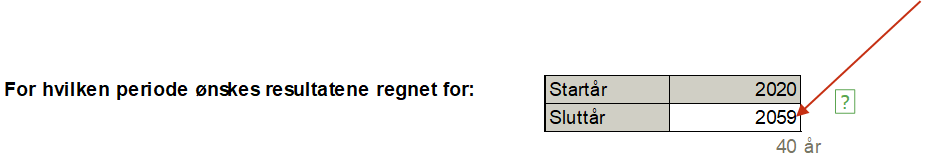 For hvilken periode ønskes resultatene regnet for:
Startår 2020
Sluttår 2059
?
40 år